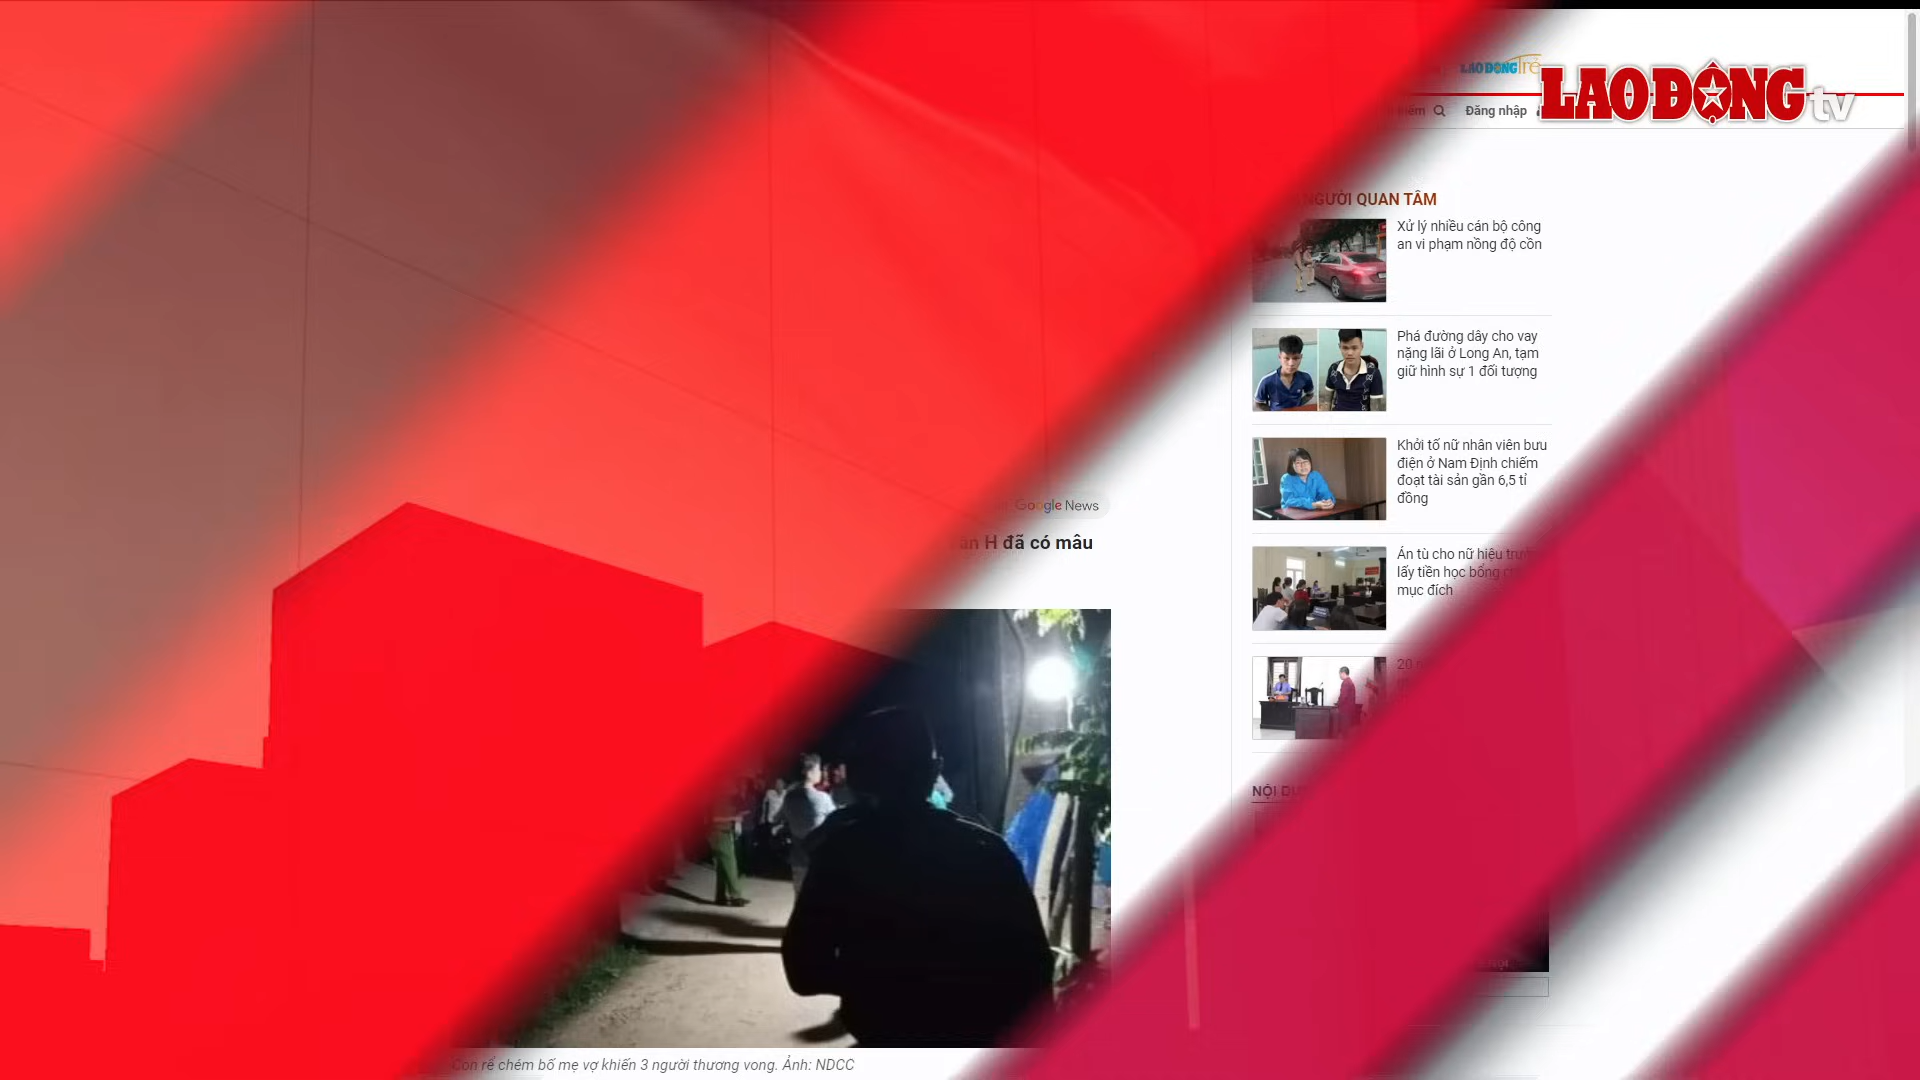 LAO ĐỘNG Trẻ
LAO ĐỘNG tv
Đăng nhập
NGƯỜI QUAN TÂM
Xử lý nhiều cán bộ công
an vi phạm nồng độ cồn
Phá đường dây cho vay
nặng lãi ở Long An, tạm
giữ hình sự 1 đối tượng
Khởi tố nữ nhân viên bưu
điện ở Nam Định chiếm
đoạt tài sản gần 6,5 tỉ
đồng
Google News
H đã có mâu
Án tù cho nữ hiệu
lấy tiền học bổng
mục đích
20
NỘI
Con rể chém bố mẹ vợ khiến 3 người thương vong. Ảnh: NDCC